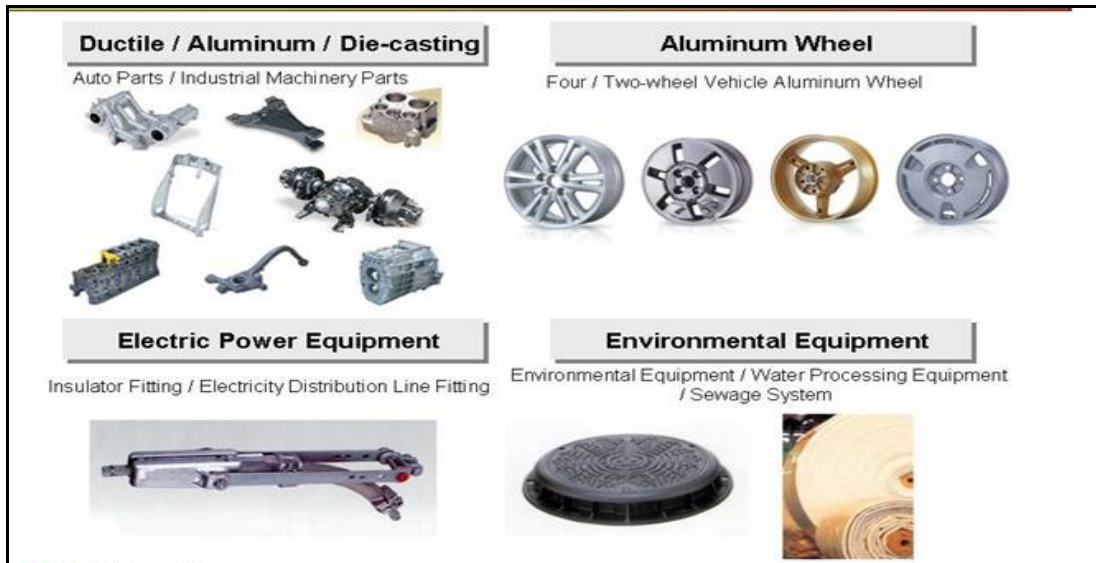 Ductile / Aluminum / Die-casting
Auto Parts / Industrial Machinery Parts
Aluminum Wheel
Four / Two-wheel Vehicle Aluminum Wheel
Electric Power Equipment
Insulator Fitting / Electricity Distribution Line Fitting
Environmental Equipment
Environmental Equipment / Water Processing Equipment
/ Sewage System